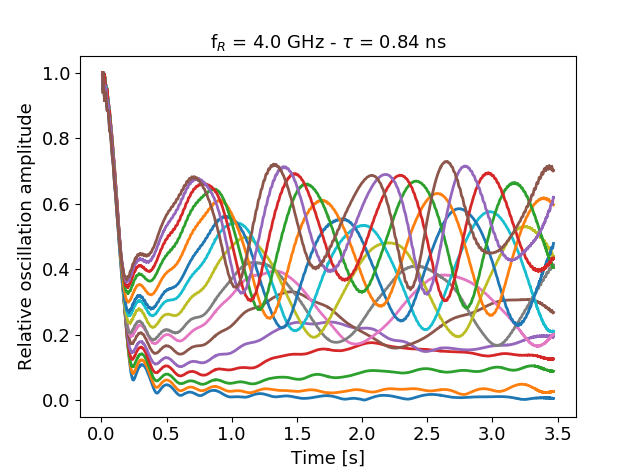 f_R = 4.0 GHz - τ = 0.84 ns
1.0
0.8
0.6
0.4
0.2
0.0
Relative oscillation amplitude
0.0 0.5 1.0 1.5 2.0 2.5 3.0 3.5
Time [s]